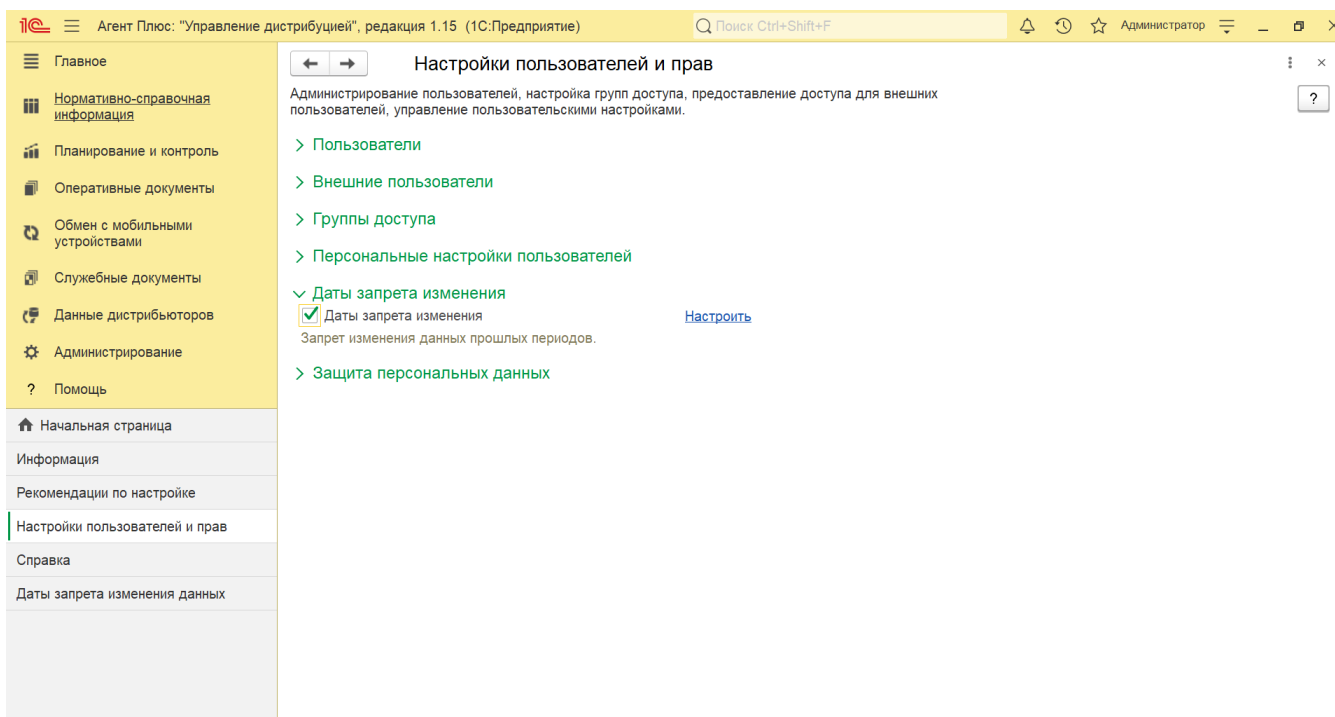 1С Агент Плюс: "Управление дистрибуцией", редакция 1.15 (1С:Предприятие) Поиск Ctrl+Shift+F Администратор
Главное
Нормативно-справочная
информация
Планирование и контроль
Оперативные документы
Обмен с мобильными
устройствами
Служебные документы
Данные дистрибьюторов
Администрирование
? Помощь
Начальная страница
Информация
Рекомендации по настройке
Настройки пользователей и прав
Справка
Даты запрета изменения данных
Настройки пользователей и прав
Администрирование пользователей, настройка групп доступа, предоставление доступа для внешних
пользователей, управление пользовательскими настройками.
?
Пользователи
Внешние пользователи
Группы доступа
Персональные настройки пользователей
Даты запрета изменения
Даты запрета изменения Настроить
Запрет изменения данных прошлых периодов.
Защита персональных данных